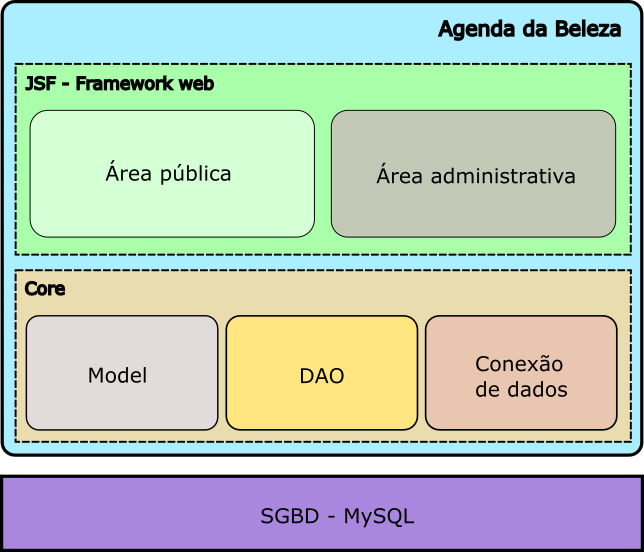 Agenda da Beleza
JSF - Framework web
Área pública
Área administrativa
Core
Model
DAO
Conexão
de dados
SGBD - MySQL